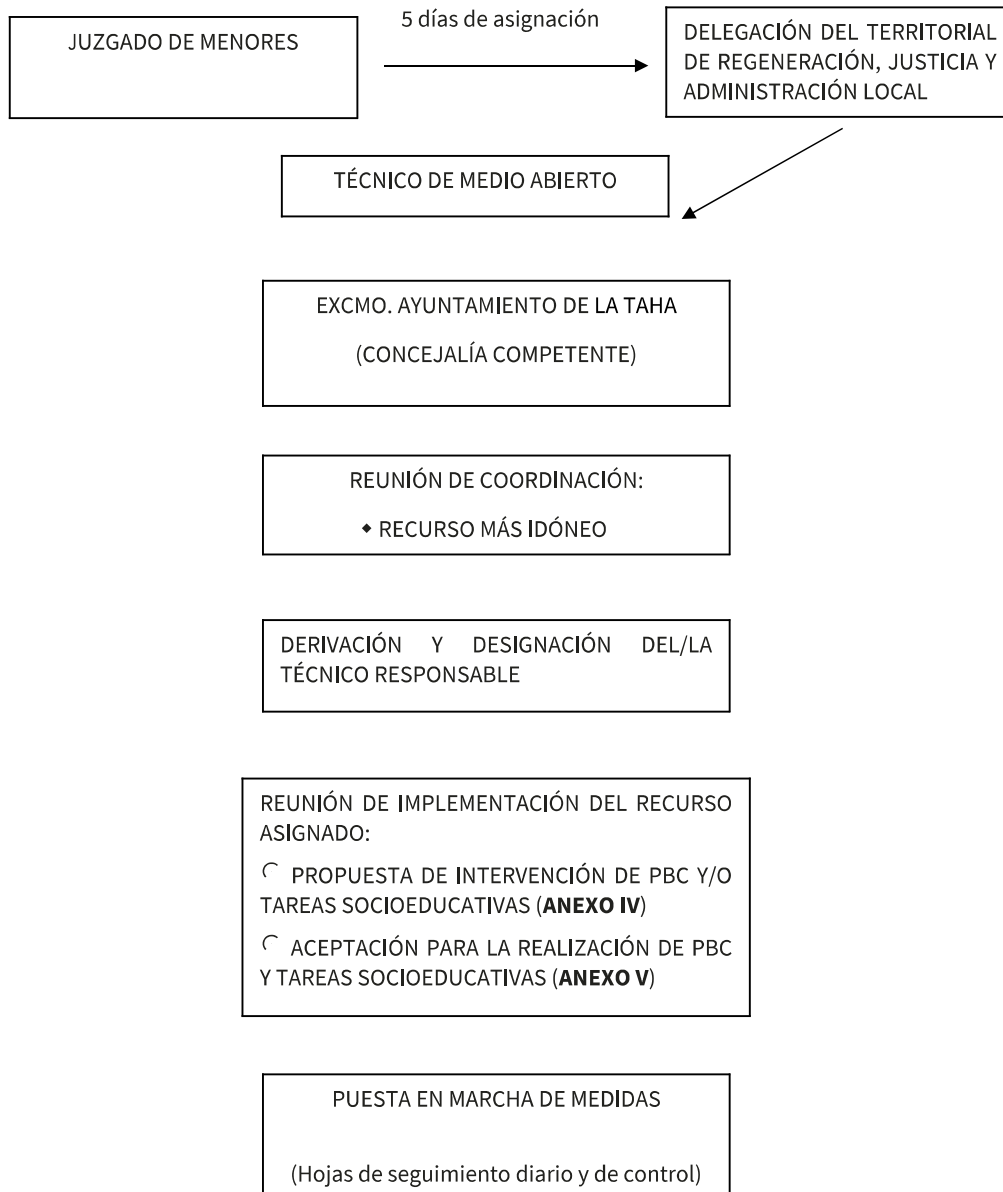 5 días de asignación
JUZGADO DE MENORES
DELEGACIÓN DEL TERRITORIAL
DE REGENERACIÓN, JUSTICIA Y
ADMINISTRACIÓN LOCAL
TÉCNICO DE MEDIO ABIERTO
EXCMO. AYUNTAMIENTO DE LA TAHA
(CONCEJALÍA COMPETENTE)
REUNIÓN DE COORDINACIÓN:
◆ RECURSO MÁS IDÓNEO
DERIVACIÓN Y DESIGNACIÓN DEL/LA
TÉCNICO RESPONSABLE
REUNIÓN DE IMPLEMENTACIÓN DEL RECURSO
ASIGNADO:
PROPUESTA DE INTERVENCIÓN DE PBC Y/O
TAREAS SOCIOEDUCATIVAS (ANEXO IV)
ACEPTACIÓN PARA LA REALIZACIÓN DE PBC
Y TAREAS SOCIOEDUCATIVAS (ANEXO V)
PUESTA EN MARCHA DE MEDIDAS
(Hojas de seguimiento diario y de control)